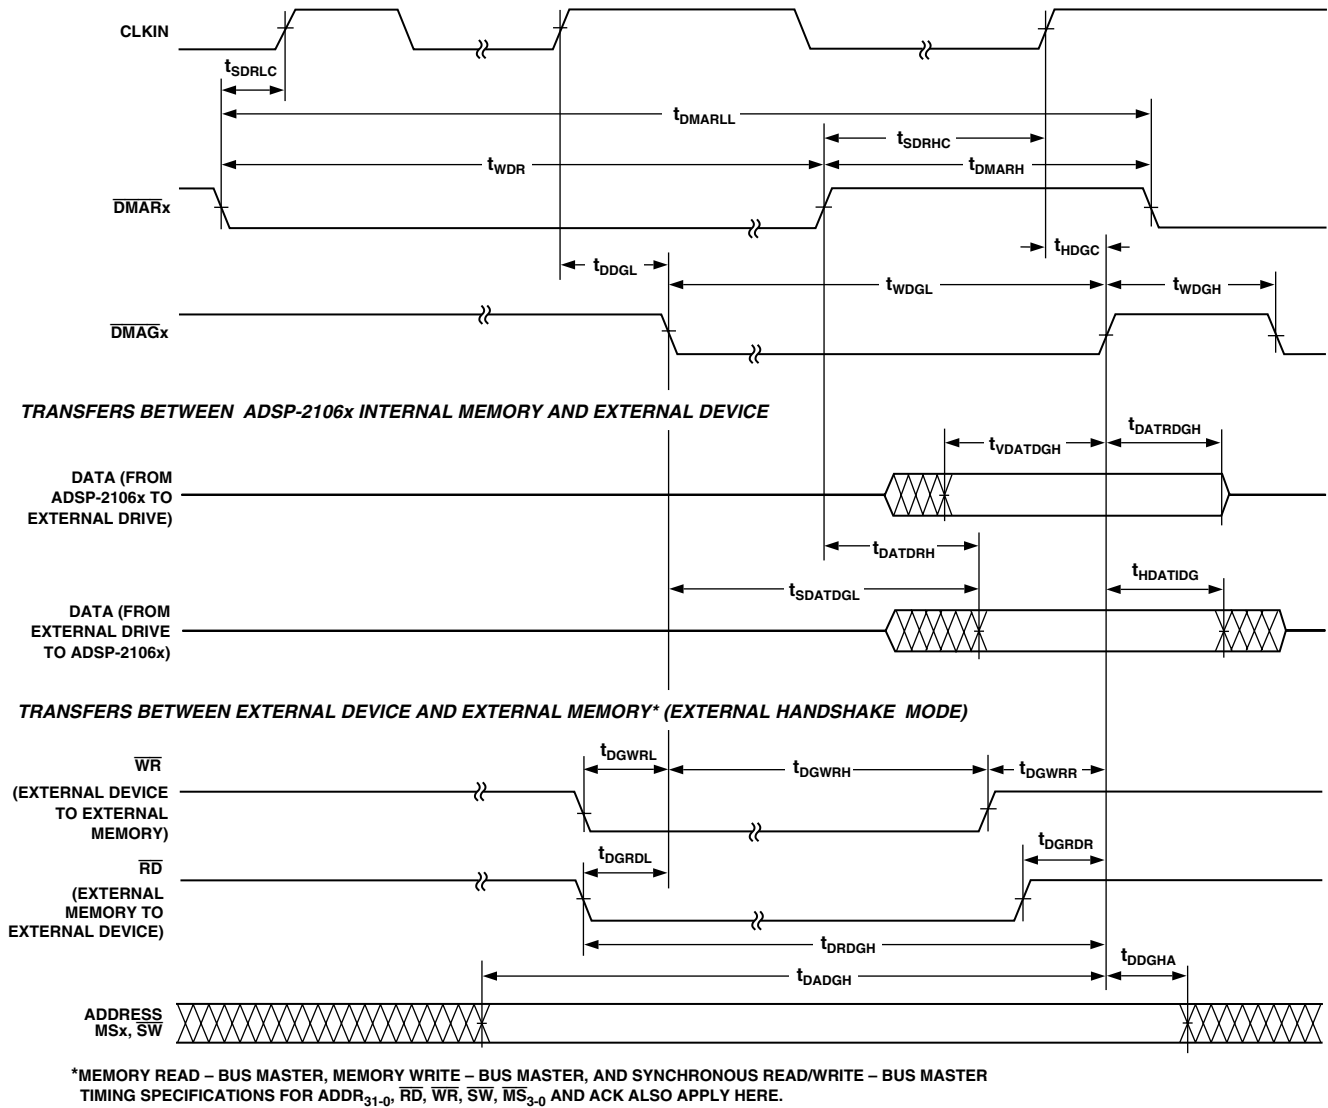 CLKIN
tSDRLC
tDMARLL
tSDRHC
tWDR
tDMARH
DMARx
tHDGC
tDDGL
tWDGL
tWDGH
DMAGx
TRANSFERS BETWEEN ADSP-2106x INTERNAL MEMORY AND EXTERNAL DEVICE
tDATRDGH
tVDATDGH
DATA (FROM
ADSP-2106x TO
EXTERNAL DRIVE)
tDATDRH
tHDATIDG
tSDATDGL
DATA (FROM
EXTERNAL DRIVE
TO ADSP-2106x)
TRANSFERS BETWEEN EXTERNAL DEVICE AND EXTERNAL MEMORY* (EXTERNAL HANDSHAKE MODE)
tDGWRL
WR
tDGWRH
tDGWRR
(EXTERNAL DEVICE
TO EXTERNAL
MEMORY)
tDGRDR
tDGRDL
RD
(EXTERNAL
MEMORY TO
EXTERNAL DEVICE)
tDRDGH
tDDGHA
tDADGH
ADDRESS
MSx, SW
*MEMORY READ – BUS MASTER, MEMORY WRITE – BUS MASTER, AND SYNCHRONOUS READ/WRITE – BUS MASTER
TIMING SPECIFICATIONS FOR ADDR31-0, RD, WR, SW, MS3-0 AND ACK ALSO APPLY HERE.